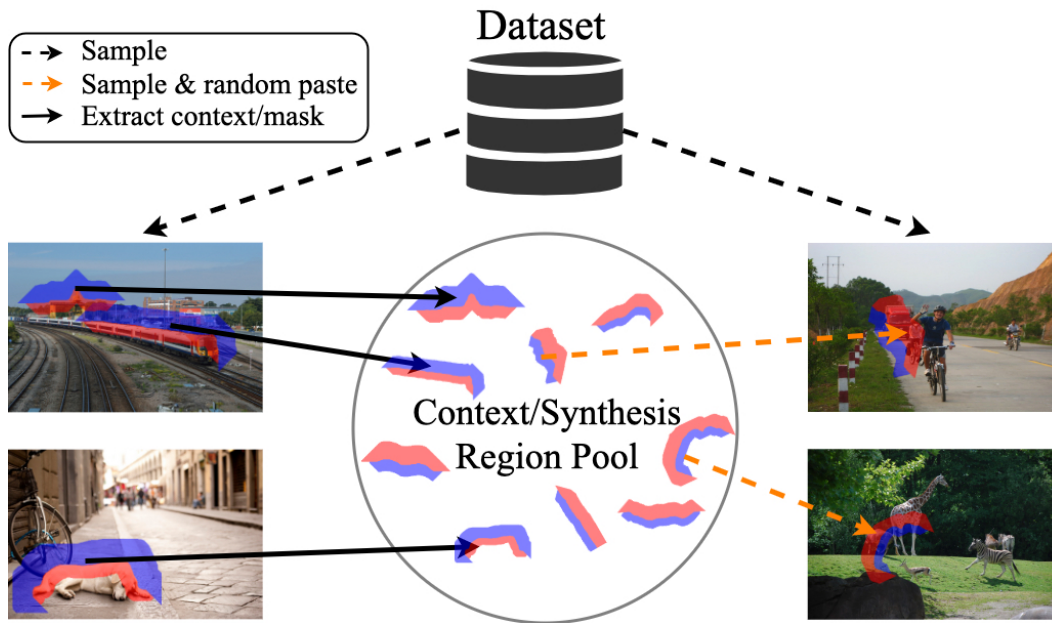 Dataset
Sample
Sample & random paste
Extract context/mask
Context/Synthesis
Region Pool